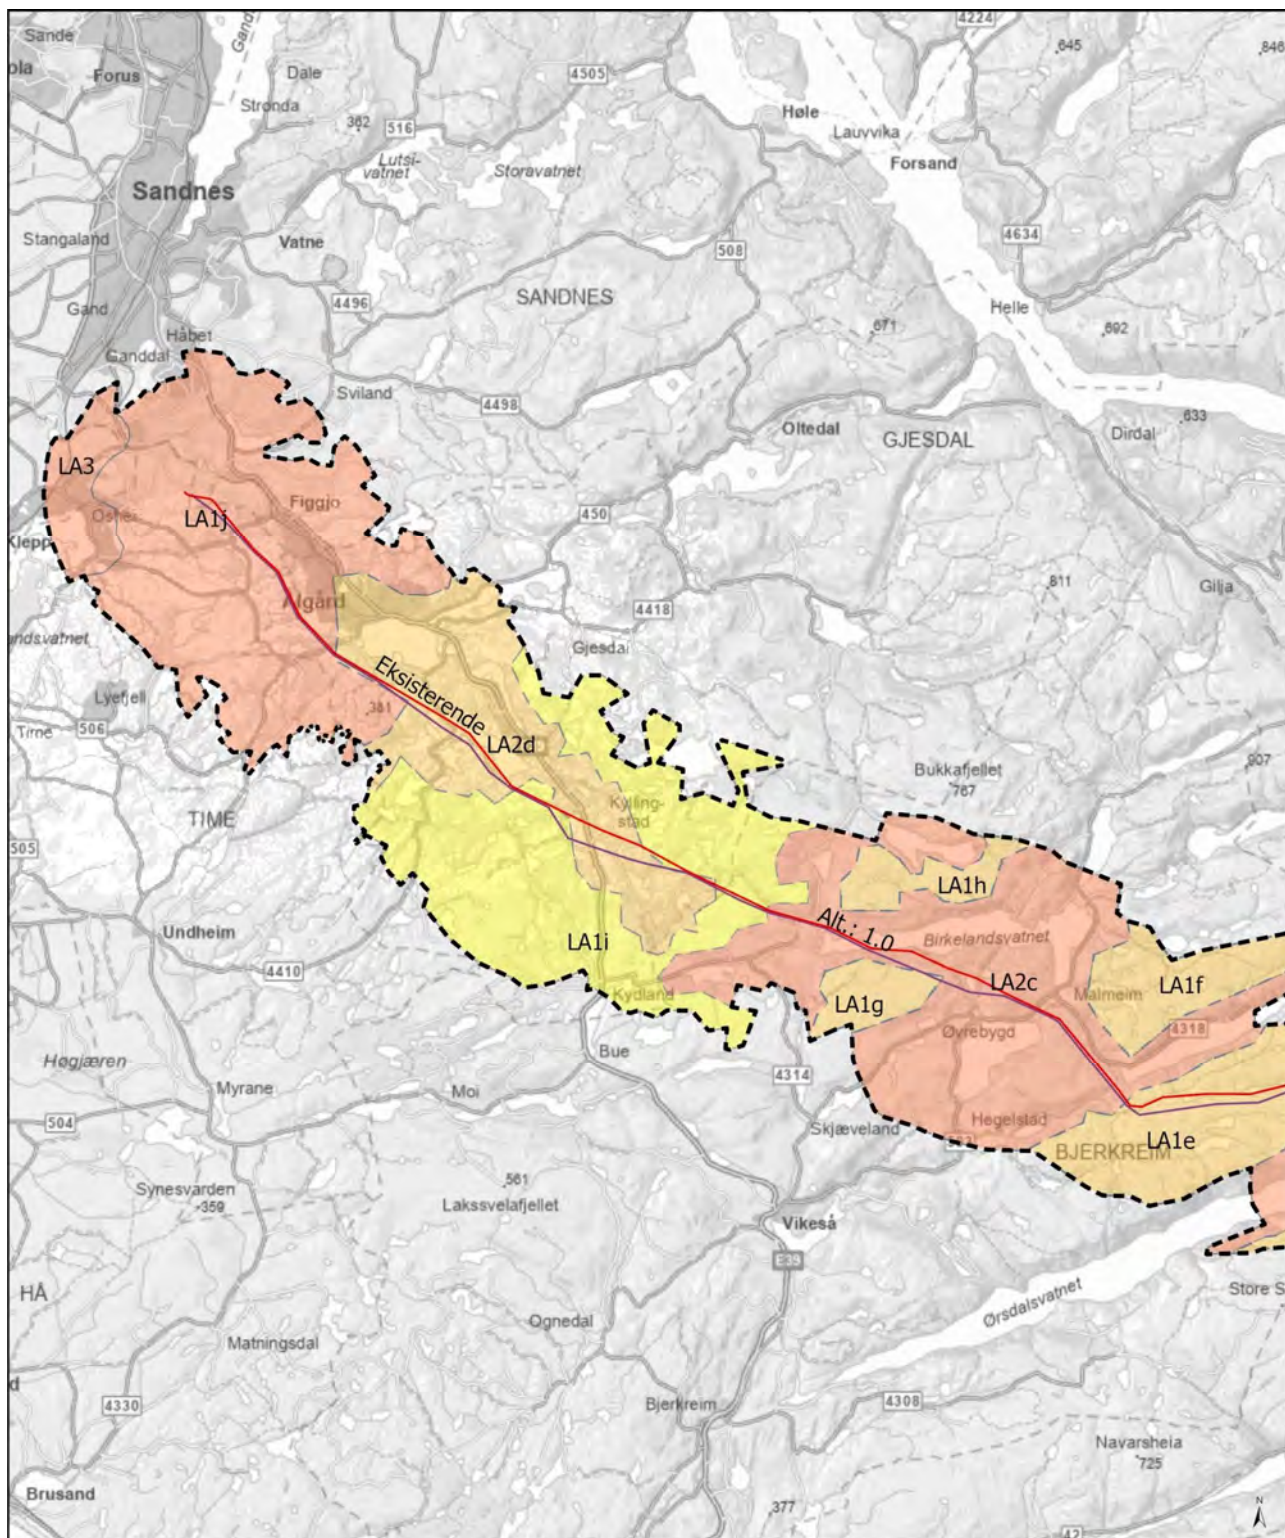 4224
Sande
645
846
ola
Forus
Dale
4505
Stronda
362
516
Høle
Lauvvika
Lutsi-
vatnet
Storavatnet
Forsand
Sandnes
Stangaland
Vatne
508
4634
4496
SANDNES
Gand
Helle
671
692
Håbet
Ganddal
Sviland
4498
Oltedal
633
GJESDAL
Dirdal
LA3
Figgjo
LA1j
450
Klepp
811
Gilja
Ålgård
4418
andsvatnet
Gjesdal
Lyefjell
Eksisterende
506
Time
LA2d
907
Bukkafjellet
767
Kylling-
stad
TIME
505
LA1h
Alt.: 1.0
Undheim
LA1i
Birkelandsvatnet
4410
LA2c
LA1f
Kydland
LA1g
Malmeim
Øvrebygd
4318
Høgjæren
Bue
Myrane
Moi
4314
504
Skjæveland
Hegelstad
LA1e
BJERKREIM
Synesvarden
359
561
Lakssvelafjellet
Vikeså
E39
HÅ
Store S
Ørsdalsvatnet
Ognedal
Matningsdal
d
4330
Bjerkreim
4308
Navarsheia
725
Brusand
377
42
N